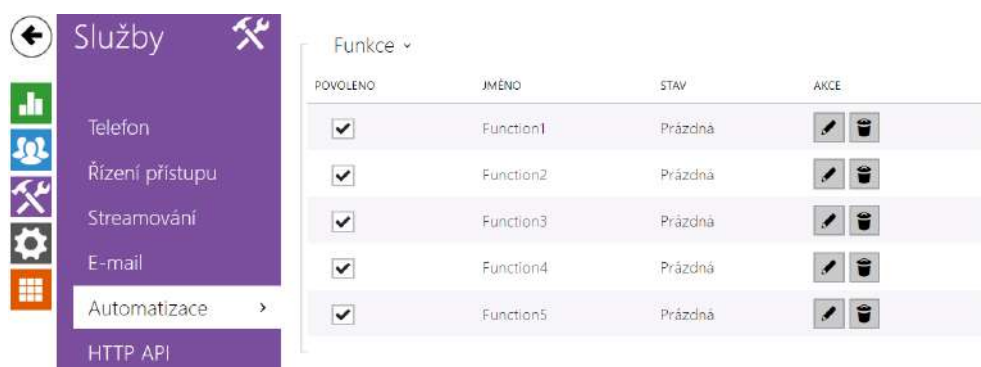 Služby
Telefon
Řízení přístupu
Streamování
E-mail
Automatizace
HTTP API
Funkce
POVOLENO JMÉNO STAV AKCE
Function1 Prázdná
Function2 Prázdná
Function3 Prázdná
Function4 Prázdná
Function5 Prázdná